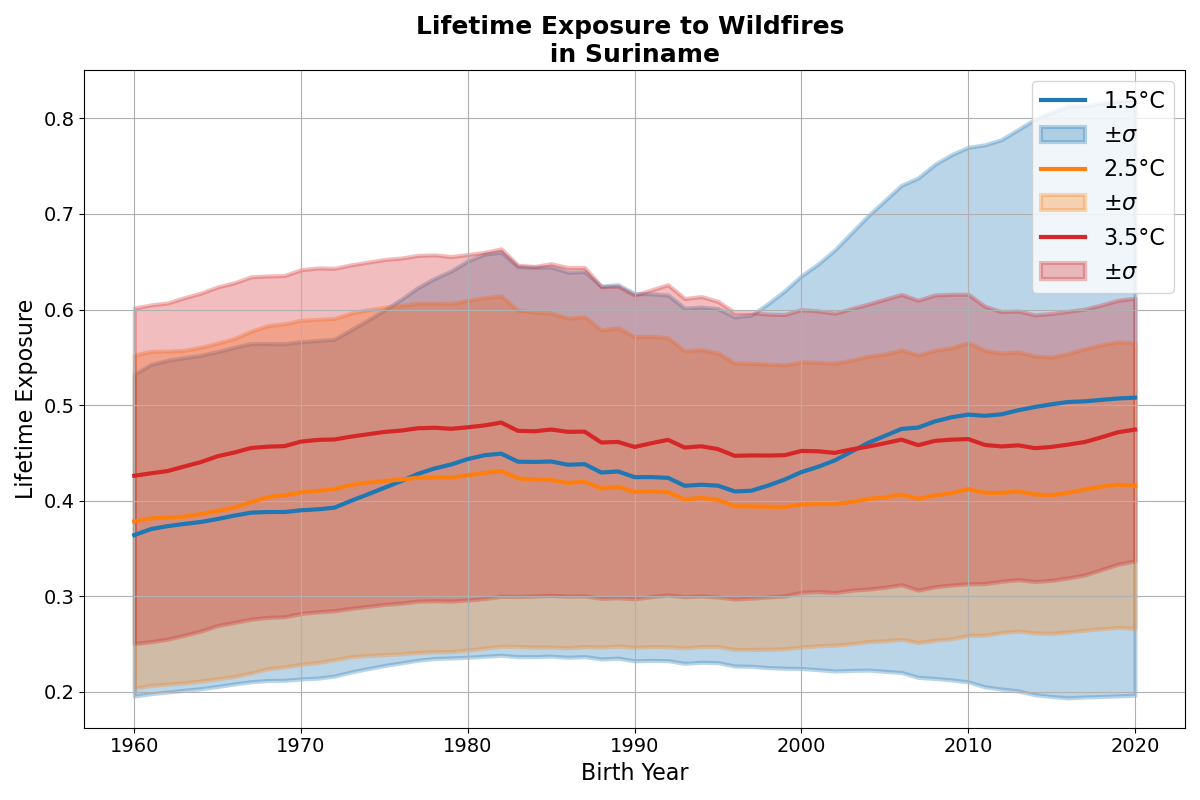 Lifetime Exposure to Wildfires
in Suriname
Lifetime Exposure
0.8
0.7
0.6
0.5
0.4
0.3
0.2
1960 1970 1980 1990 2000 2010 2020
Birth Year
1.5°C
±σ
2.5°C
±σ
3.5°C
±σ